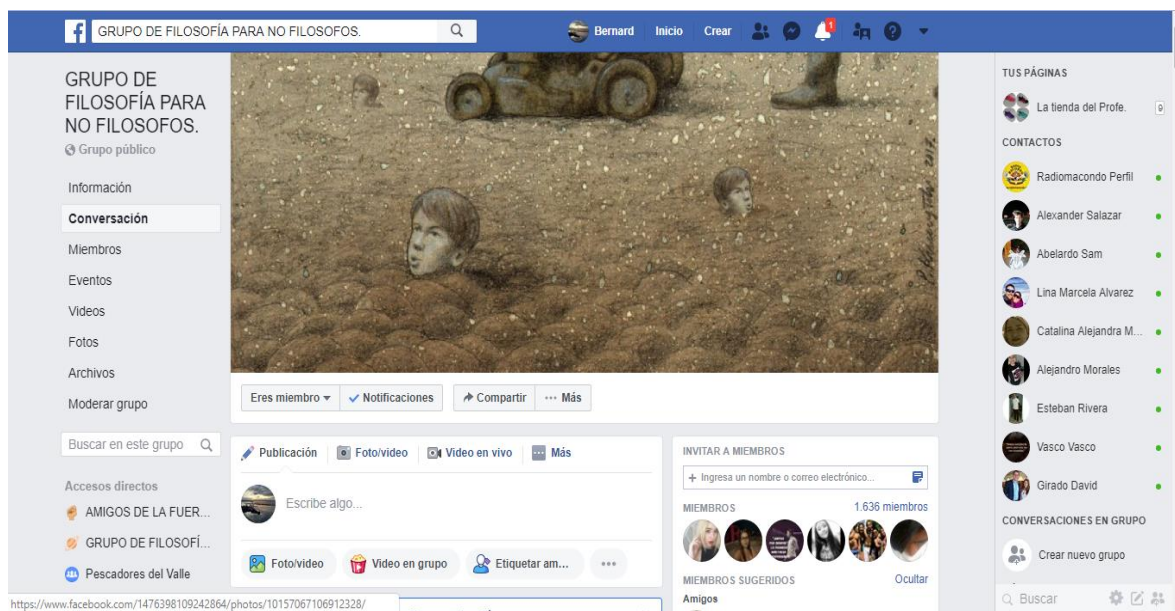 GRUPO DE FILOSOFÍA PARA NO FILOSOFOS.
Bernard
Inicio
Crear
1
GRUPO DE
FILOSOFÍA PARA
NO FILOSOFOS.
Grupo público
Información
Conversación
Miembros
Eventos
Videos
Fotos
Archivos
Moderar grupo
Buscar en este grupo
Accesos directos
AMIGOS DE LA FUER...
GRUPO DE FILOSOFÍ...
Pescadores del Valle
https://www.facebook.com/1476398109242864/photos/10157067106912328/
Eres miembro
Notificaciones
Compartir
Más
Publicación
Foto/video
Video en vivo
Más
Escribe algo...
Foto/video
Video en grupo
Etiquetar am...
INVITAR A MIEMBROS
+ Ingresa un nombre o correo electrónico...
MIEMBROS
1.636 miembros
MIEMBROS SUGERIDOS
Ocultar
Amigos
TUS PÁGINAS
La tienda del Profe.
CONTACTOS
Radiomacondo Perfil
Alexander Salazar
Abelardo Sam
Lina Marcela Alvarez
Catalina Alejandra M...
Alejandro Morales
Esteban Rivera
Vasco Vasco
Girado David
CONVERSACIONES EN GRUPO
Crear nuevo grupo
Buscar